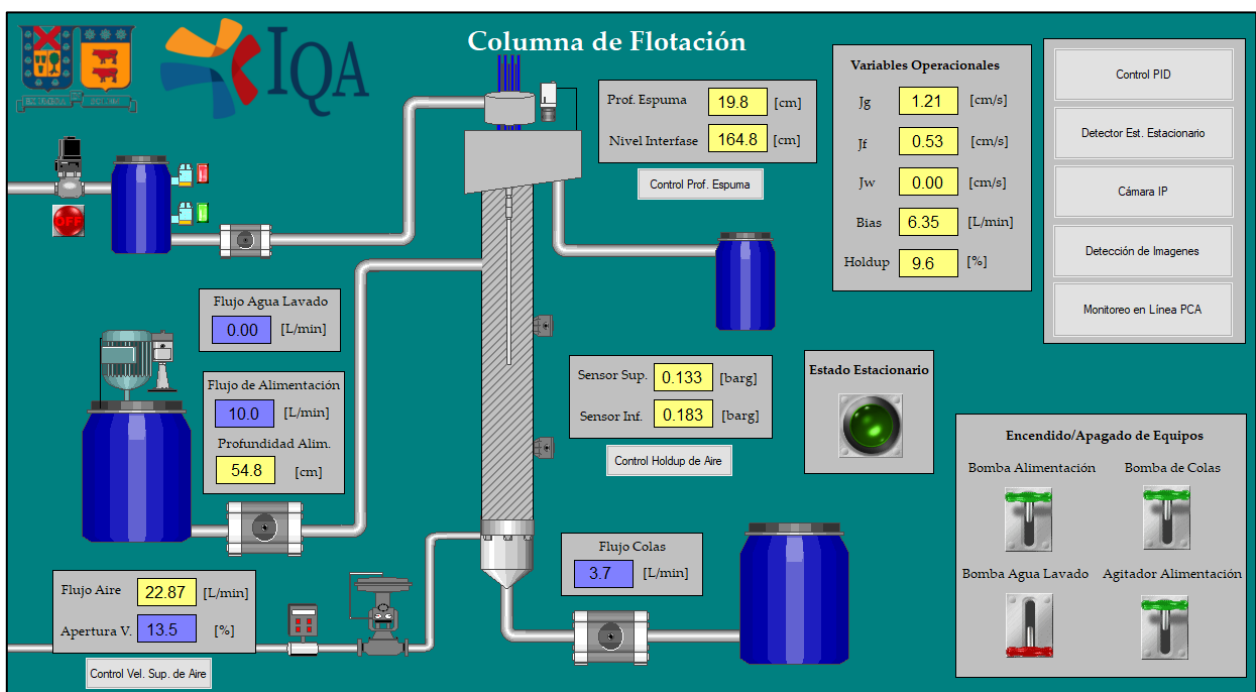 Columna de Flotación
IQA
OFF
Prof. Espuma 19.8 [cm]
Nivel Interfase 164.8 [cm]
Control Prof. Espuma
Variables Operacionales
Jg 1.21 [cm/s]
Jf 0.53 [cm/s]
Jw 0.00 [cm/s]
Bias 6.35 [L/min]
Holdup 9.6 [%]
Control PID
Detector Est. Estacionario
Cámara IP
Detección de Imagenes
Monitoreo en Línea PCA
Flujo Agua Lavado
0.00 [L/min]
Flujo de Alimentación
10.0 [L/min]
Profundidad Alim.
54.8 [cm]
Sensor Sup. 0.133 [barg]
Sensor Inf. 0.183 [barg]
Control Holdup de Aire
Estado Estacionario
Encendido/Apagado de Equipos
Bomba Alimentación Bomba de Colas
Bomba Agua Lavado Agitador Alimentación
Flujo Colas
3.7 [L/min]
Flujo Aire 22.87 [L/min]
Apertura V. 13.5 [%]
Control Vel. Sup. de Aire